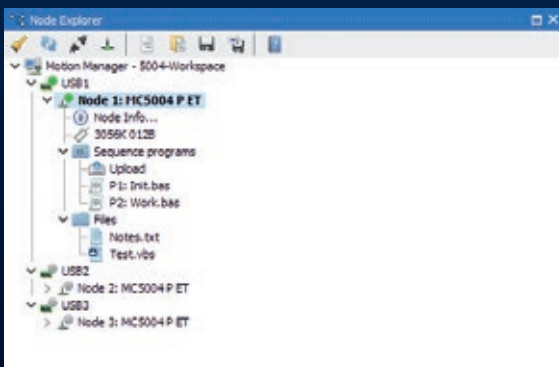 Node Explorer
Motion Manager - 5004-Workspace
USB1
Node 1: MC5004 P ET
Node Info...
3056K 012B
Sequence programs
Upload
P1: Init.bas
P2: Work.bas
Files
Notes.txt
Test.vbs
USB2
Node 2: MC5004 P ET
USB3
Node 3: MC5004 P ET